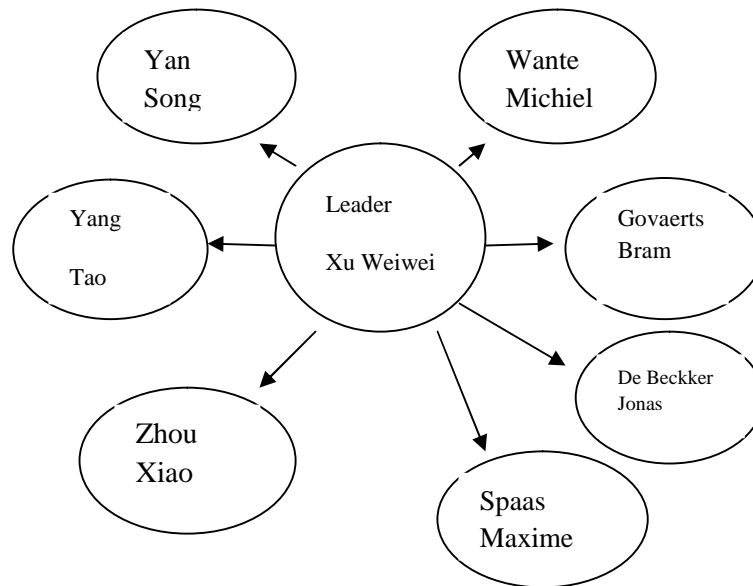 Yan
Song
Wante
Michiel
Leader
Xu Weiwei
Yang
Tao
Govaerts
Bram
De Beckker
Jonas
Zhou
Xiao
Spaas
Maxime